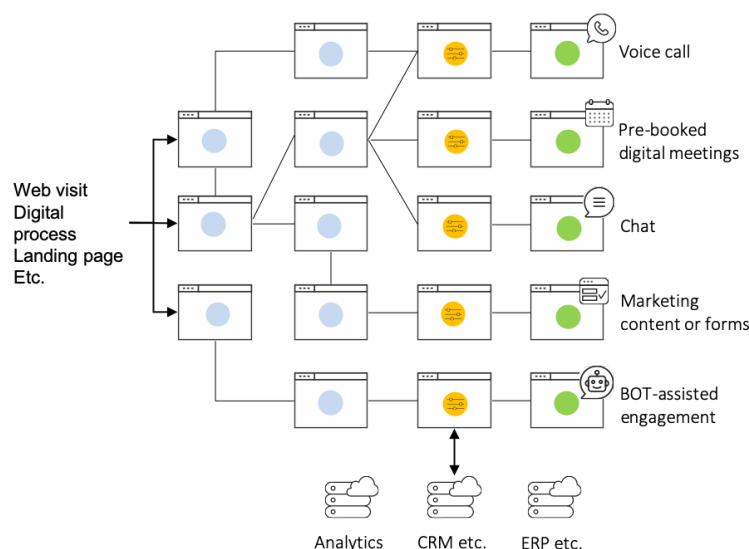 Voice call
Pre-booked
digital meetings
Web visit
Digital
process
Landing page
Etc.
Chat
Marketing
content or forms
BOT-assisted
engagement
Analytics
CRM etc.
ERP etc.